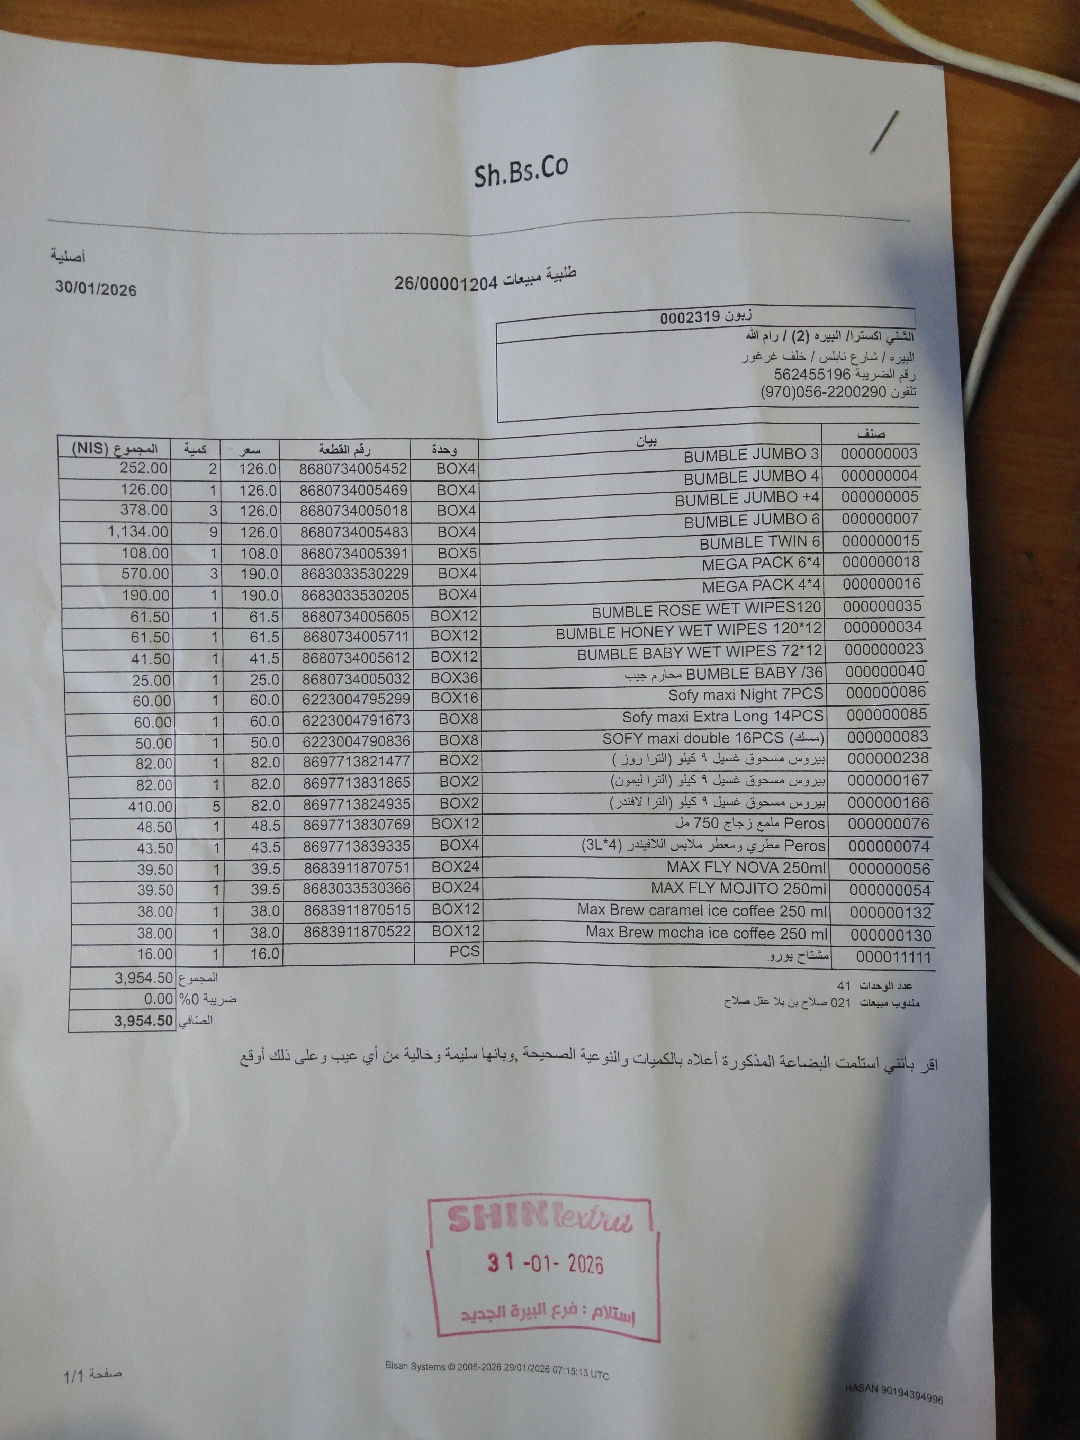 Sh.Bs.Co
أصلية
طلبية مبيعات 26/00001204
30/01/2026
زبون 0002319
الشني اكسترا/ البيره (2) / رام الله
البيره / شارع نابلس / خلف غرغور
رقم الضريبة 562455196
تلفون 2200290-056(970)
صنف بيان وحدة رقم القطعة سعر كمية المجموع (NIS)
000000003 BUMBLE JUMBO 3 BOX4 8680734005452 126.0 2 252.00
000000004 BUMBLE JUMBO 4 BOX4 8680734005469 126.0 1 126.00
000000005 BUMBLE JUMBO +4 BOX4 8680734005018 126.0 3 378.00
000000007 BUMBLE JUMBO 6 BOX4 8680734005483 126.0 9 1,134.00
000000015 BUMBLE TWIN 6 BOX5 8680734005391 108.0 1 108.00
000000018 MEGA PACK 6*4 BOX4 8683033530229 190.0 3 570.00
000000016 MEGA PACK 4*4 BOX4 8683033530205 190.0 1 190.00
000000035 BUMBLE ROSE WET WIPES120 BOX12 8680734005605 61.5 1 61.50
000000034 BUMBLE HONEY WET WIPES 120*12 BOX12 8680734005711 61.5 1 61.50
000000023 BUMBLE BABY WET WIPES 72*12 BOX12 8680734005612 41.5 1 41.50
000000040 BUMBLE BABY /36 محارم جيب BOX36 8680734005032 25.0 1 25.00
000000086 Sofy maxi Night 7PCS BOX16 6223004795299 60.0 1 60.00
000000085 Sofy maxi Extra Long 14PCS BOX8 6223004791673 60.0 1 60.00
000000083 SOFY maxi double 16PCS (مسك) BOX8 6223004790836 50.0 1 50.00
000000238 بيروس مسحوق غسيل ٩ كيلو (الترا روز ) BOX2 8697713821477 82.0 1 82.00
000000167 بيروس مسحوق غسيل ٩ كيلو (الترا ليمون) BOX2 8697713831865 82.0 1 82.00
000000166 بيروس مسحوق غسيل ٩ كيلو (الترا لافندر) BOX2 8697713824935 82.0 5 410.00
000000076 Peros ملمع زجاج 750 مل BOX12 8697713830769 48.5 1 48.50
000000074 Peros مطري ومعطر ملابس اللافيندر (3L*4) BOX4 8697713839335 43.5 1 43.50
000000056 MAX FLY NOVA 250ml BOX24 8683911870751 39.5 1 39.50
000000054 MAX FLY MOJITO 250ml BOX24 8683033530366 39.5 1 39.50
000000132 Max Brew caramel ice coffee 250 ml BOX12 8683911870515 38.0 1 38.00
000000130 Max Brew mocha ice coffee 250 ml BOX12 8683911870522 38.0 1 38.00
000011111 مشتاح يورو PCS 16.0 1 16.00
المجموع 3,954.50
ضريبة 0% 0.00
الصافي 3,954.50
عدد الوحدات 41
مندوب مبيعات 021 صلاح بن بلا عقل صلاح
اقر بانني استلمت البضاعة المذكورة أعلاه بالكميات والنوعية الصحيحة ,وبانها سليمة وخالية من أي عيب وعلى ذلك أوقع
SHINI extra
31-01-2026
إستلام : فرع البيرة الجديد
صفحة 1/1
Bisan Systems © 2005-2026 29/01/2026 07:15:13 UTC
HASAN 90194394996